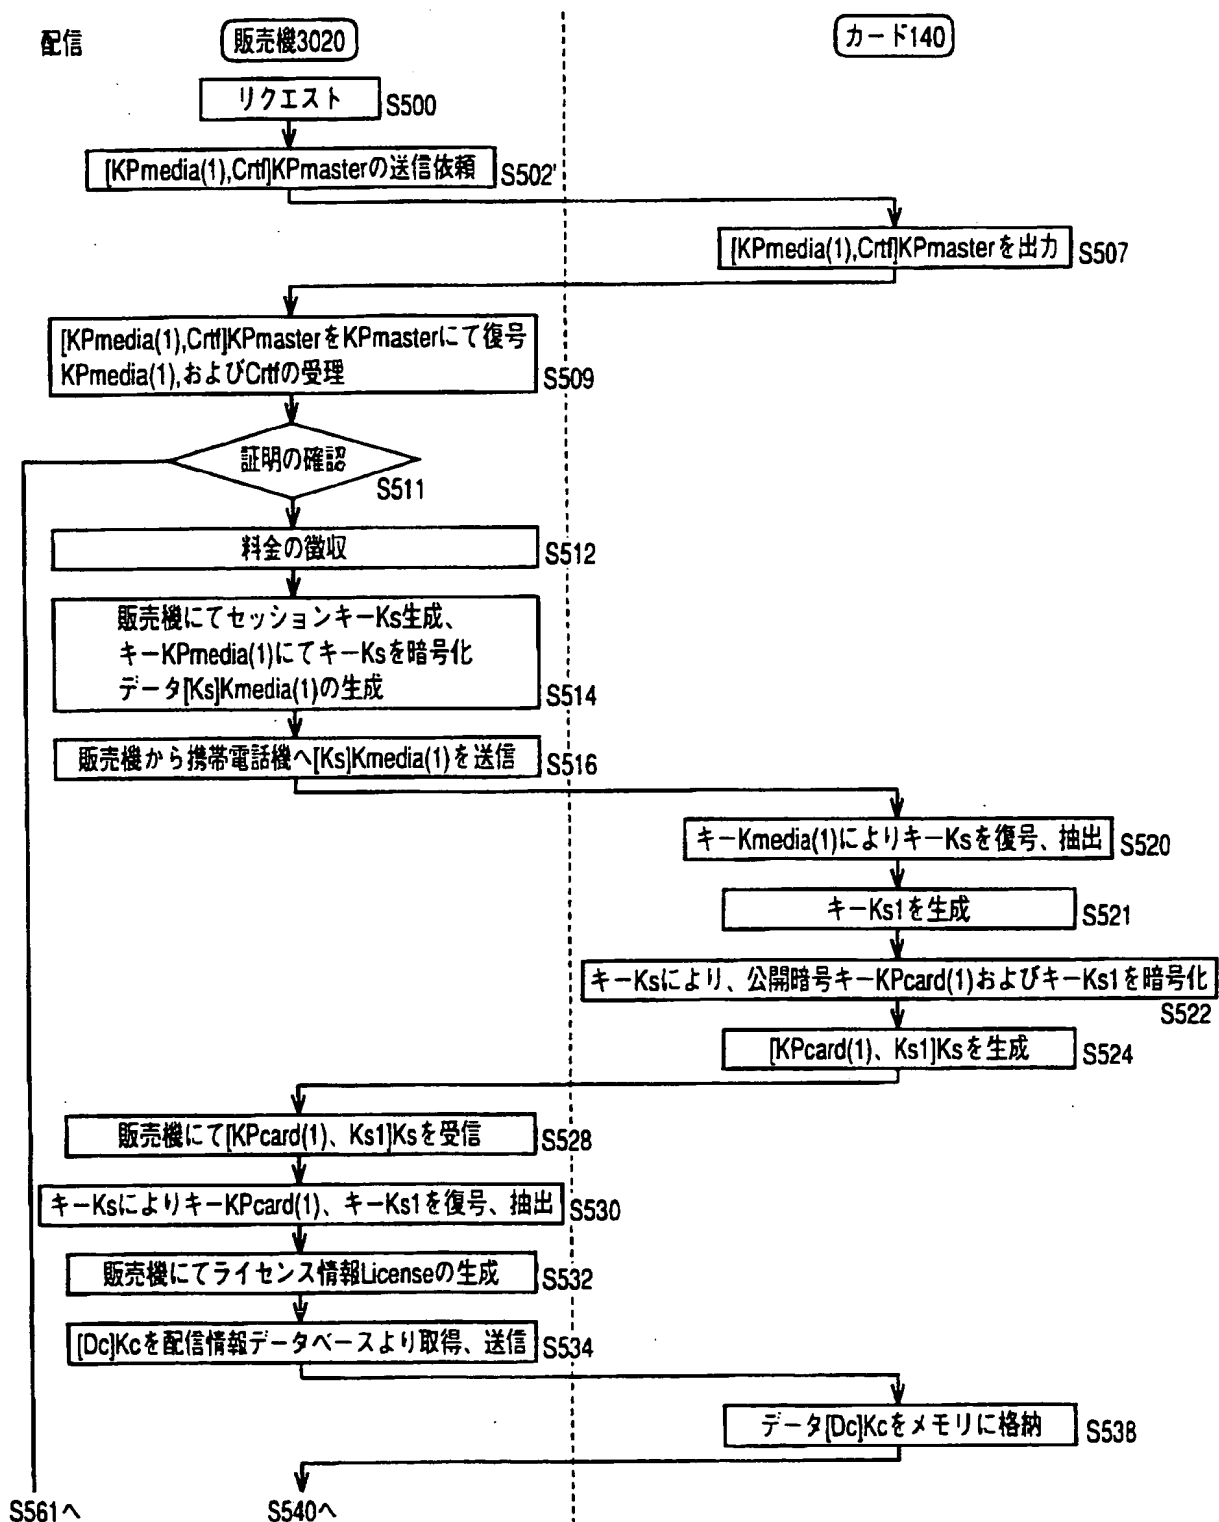 配信
販売機3020
カード140
リクエスト
S500
[KPmedia(1),Crtf]KPmasterの送信依頼
S502'
[KPmedia(1),Crtf]KPmasterを出力
S507
[KPmedia(1),Crtf]KPmasterをKPmasterにて復号
KPmedia(1),およびCrtfの受理
S509
証明の確認
S511
料金の徴収
S512
販売機にてセッションキーKs生成、
キーKPmedia(1)にてキーKsを暗号化
データ[Ks]Kmedia(1)の生成
S514
販売機から携帯電話機へ[Ks]Kmedia(1)を送信
S516
キーKmedia(1)によりキーKsを復号、抽出
S520
キーKs1を生成
S521
キーKsにより、公開暗号キーKPcard(1)およびキーKs1を暗号化
S522
[KPcard(1)、Ks1]Ksを生成
S524
販売機にて[KPcard(1)、Ks1]Ksを受信
S528
キーKsによりキーKPcard(1)、キーKs1を復号、抽出
S530
販売機にてライセンス情報Licenseの生成
S532
[Dc]Kcを配信情報データベースより取得、送信
S534
データ[Dc]Kcをメモリに格納
S538
S561へ
S540へ